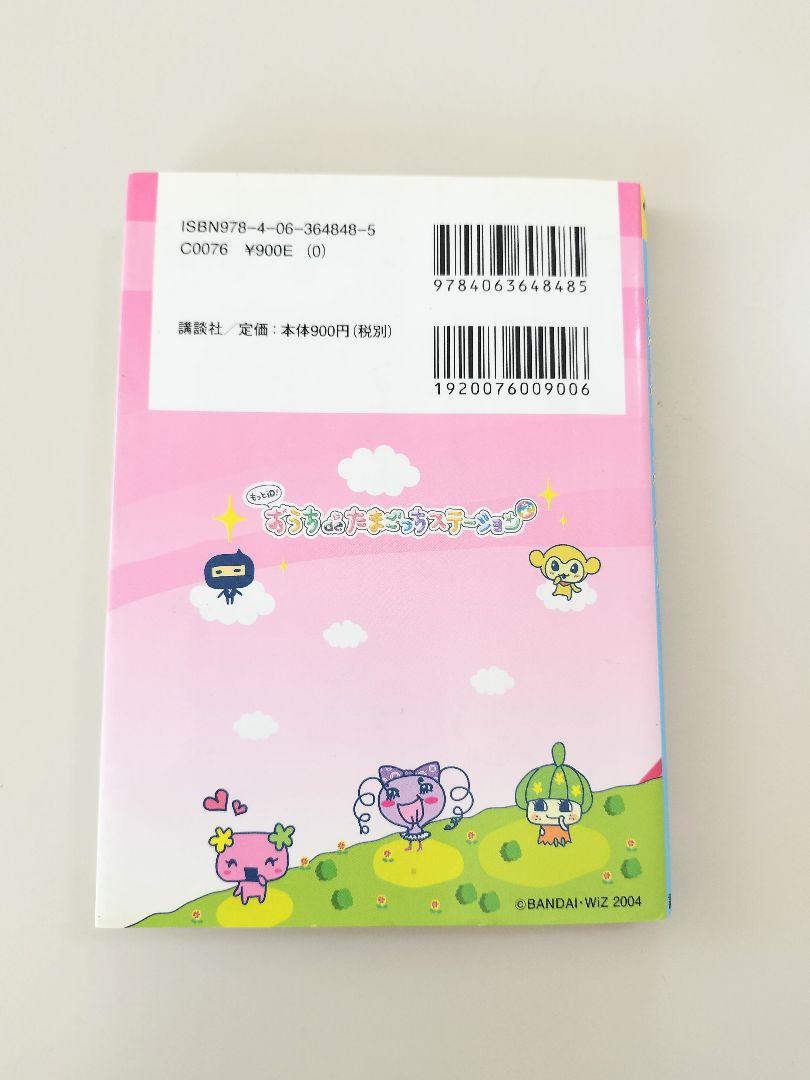 ISBN978-4-06-364848-5
C0076 ¥900E (0)
9784063648485
講談社/定価:本体900円(税別)
1920076009006
もっとiD!
おうちdeたまごっちステーション
©BANDAI・WiZ 2004